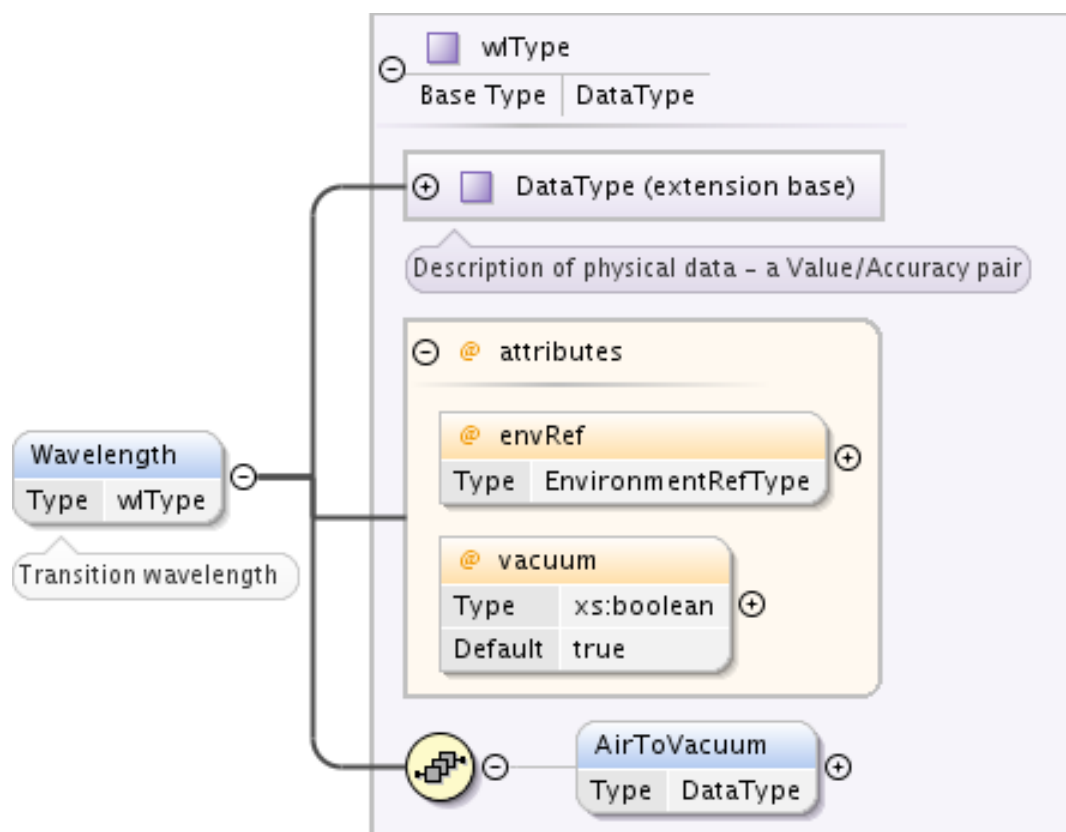 wlType
Base Type DataType
DataType (extension base)
Description of physical data - a Value/Accuracy pair
@ attributes
@ envRef
Type EnvironmentRefType
Wavelength
Type wlType
Transition wavelength
@ vacuum
Type xs:boolean
Default true
AirToVacuum
Type DataType